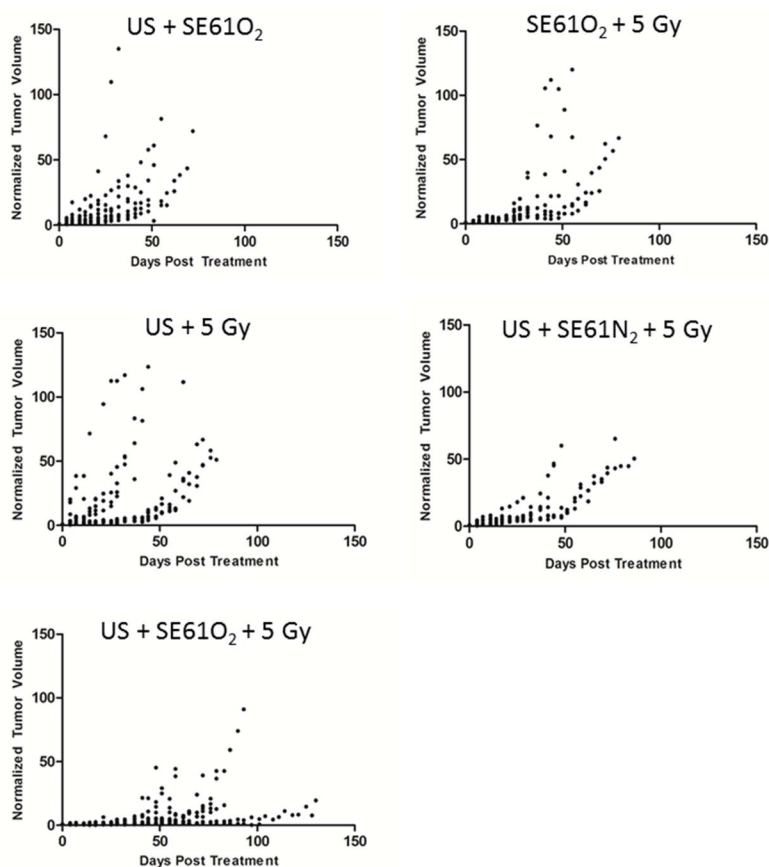 US + SE61O₂
Normalized Tumor Volume
150
100
50
0
0 50 100 150
Days Post Treatment
SE61O₂ + 5 Gy
Normalized Tumor Volume
150
100
50
0
0 50 100 150
Days Post Treatment
US + 5 Gy
Normalized Tumor Volume
150
100
50
0
0 50 100 150
Days Post Treatment
US + SE61N₂ + 5 Gy
Normalized Tumor Volume
150
100
50
0
0 50 100 150
Days Post Treatment
US + SE61O₂ + 5 Gy
Normalized Tumor Volume
150
100
50
0
0 50 100 150
Days Post Treatment